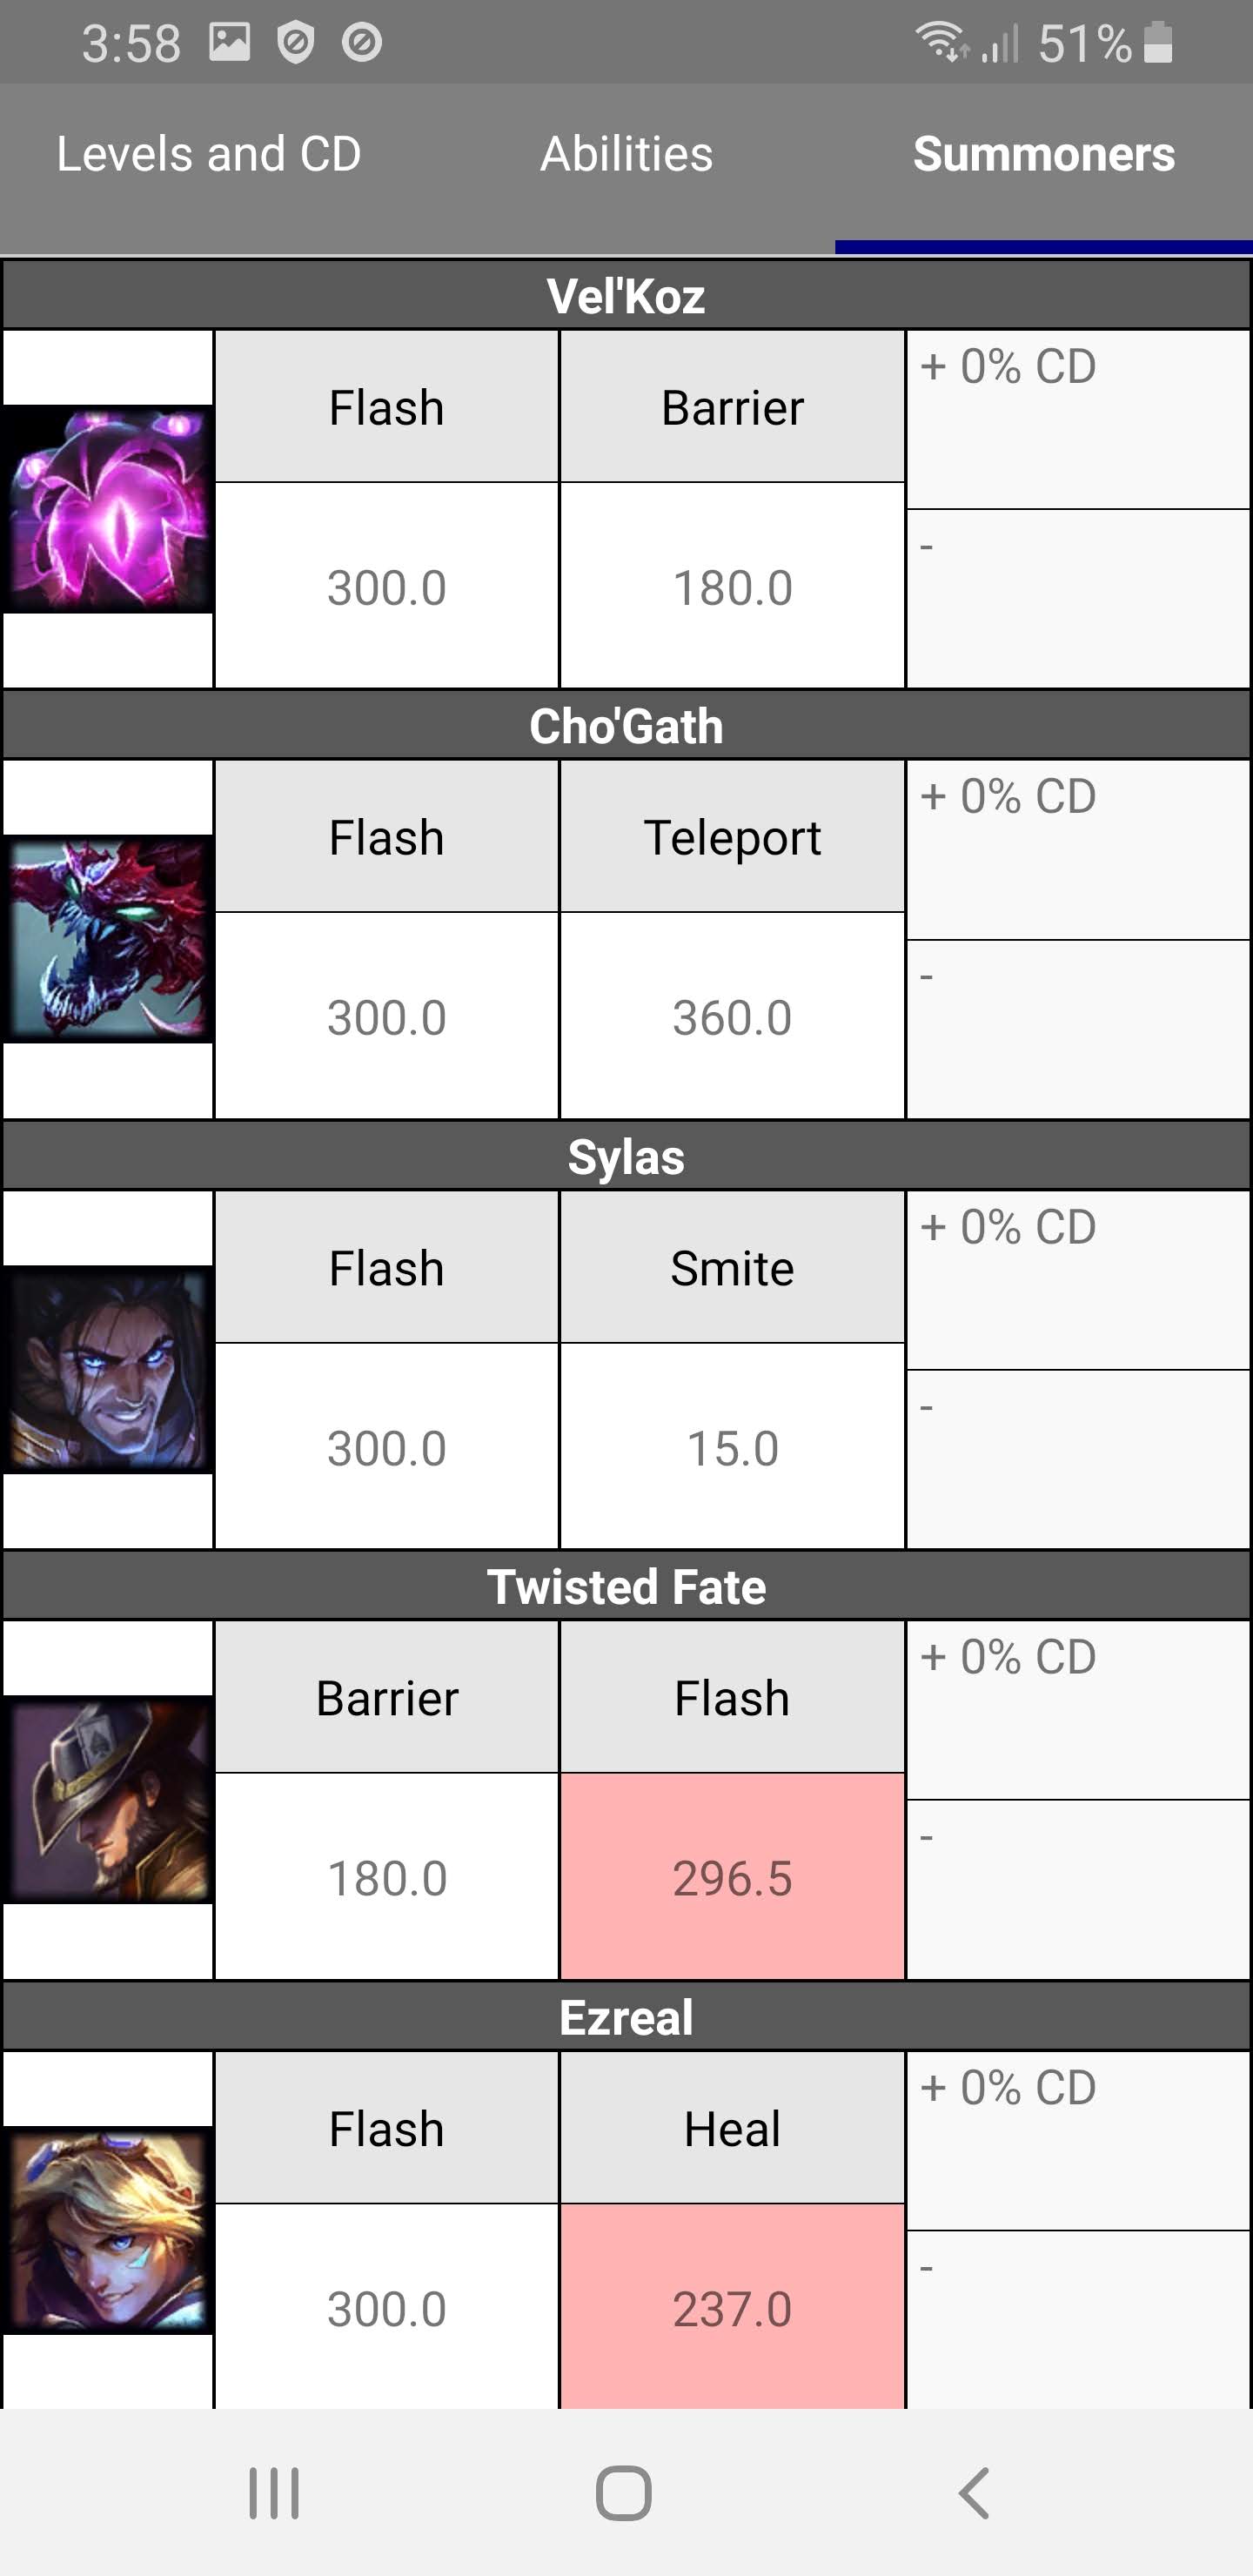 3:58 51%
Levels and CD Abilities Summoners
Vel'Koz
Flash Barrier + 0% CD
300.0 180.0 -
Cho'Gath
Flash Teleport + 0% CD
300.0 360.0 -
Sylas
Flash Smite + 0% CD
300.0 15.0 -
Twisted Fate
Barrier Flash + 0% CD
180.0 296.5 -
Ezreal
Flash Heal + 0% CD
300.0 237.0 -